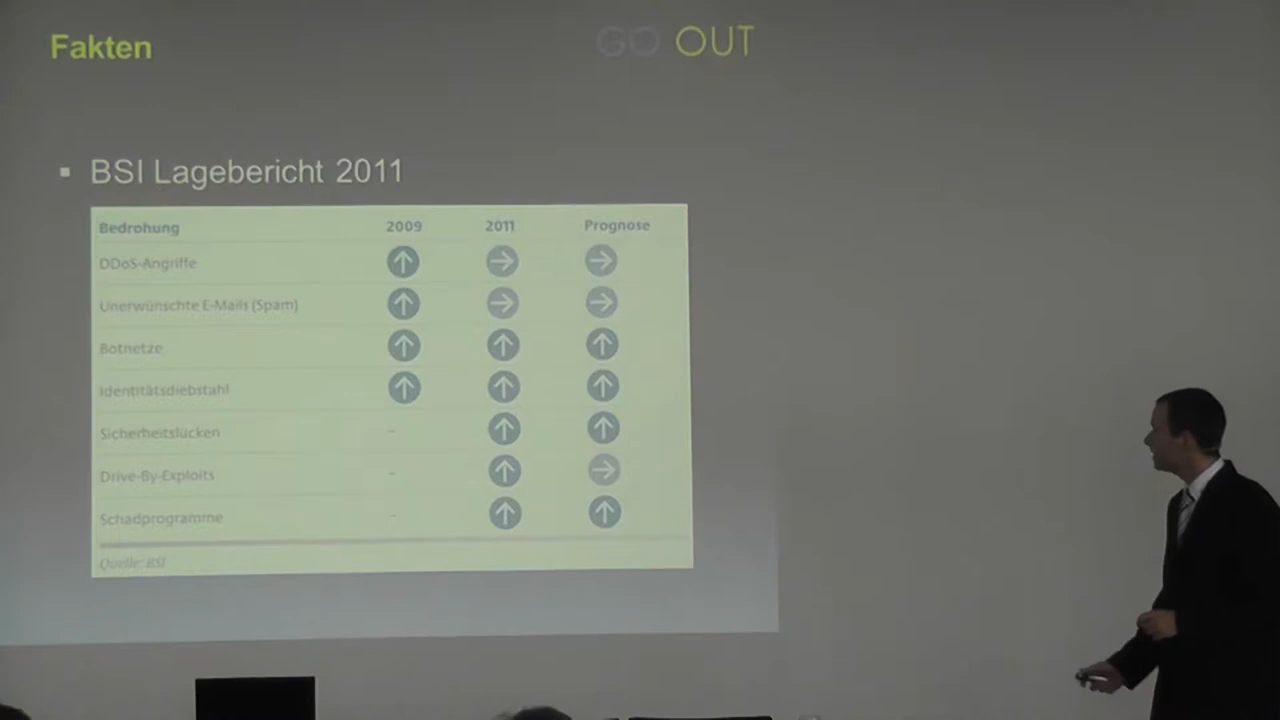 Fakten
GO OUT
▪ BSI Lagebericht 2011
Bedrohung 2009 2011 Prognose
DDoS-Angriffe ↑ → →
Unerwünschte E-Mails (Spam) ↑ → →
Botnetze ↑ ↑ ↑
Identitätsdiebstahl ↑ ↑ ↑
Sicherheitslücken - ↑ ↑
Drive-By-Exploits - ↑ →
Schadprogramme - ↑ ↑
Quelle: BSI